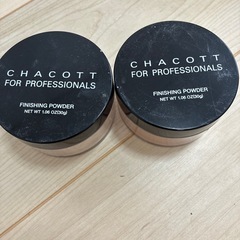 CHACOTT
FOR PROFESSIONALS
FINISHING POWDER
NET WT 1.06 OZ(30g)
CHACOTT
FOR PROFESSIONALS
FINISHING POWDER
NET WT 1.06 OZ(30g)